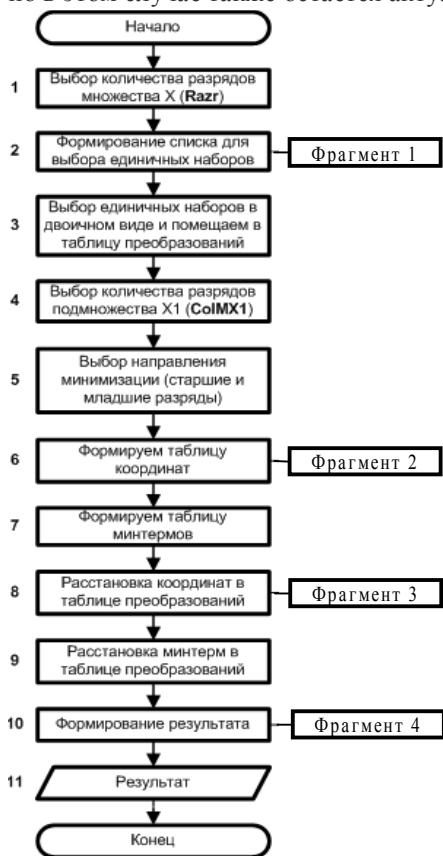 Начало
1
Выбор количества разрядов
множества X (Razr)
2
Формирование списка для
выбора единичных наборов
Фрагмент 1
3
Выбор единичных наборов в
двоичном виде и помещаем в
таблицу преобразований
4
Выбор количества разрядов
подмножества X1 (ColMX1)
5
Выбор направления
минимизации (старшие и
младшие разряды)
6
Формируем таблицу
координат
Фрагмент 2
7
Формируем таблицу
минтермов
8
Расстановка координат в
таблице преобразований
Фрагмент 3
9
Расстановка минтерм в
таблице преобразований
10
Формирование результата
Фрагмент 4
11
Результат
Конец